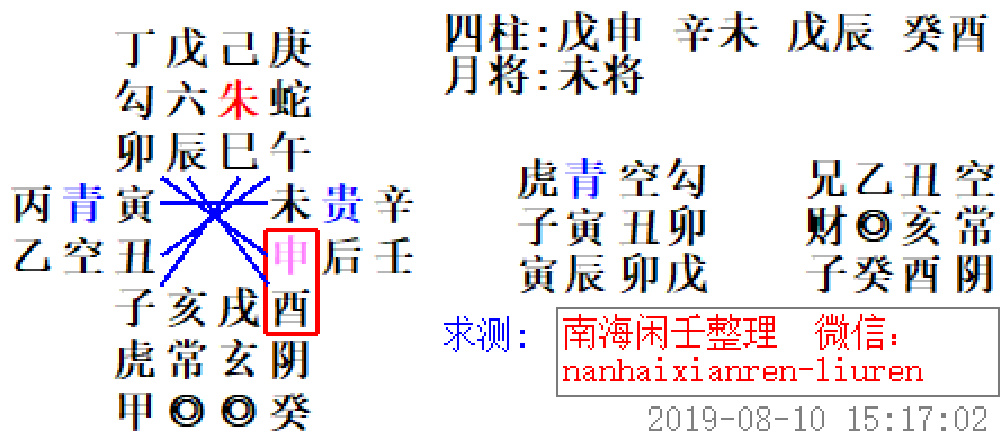 丁戊己庚
勾六朱蛇
卯辰巳午
丙青寅 未贵辛
乙空丑 申后壬
子亥戌酉
虎常玄阴
甲◎◎癸
四柱:戊申 辛未 戊辰 癸酉
月将:未将
虎青空勾
子寅丑卯
寅辰卯戊
兄乙丑空
财◎亥常
子癸酉阴
求测:
南海闲壬整理 微信:
nanhaixianren-liuren
2019-08-10 15:17:02